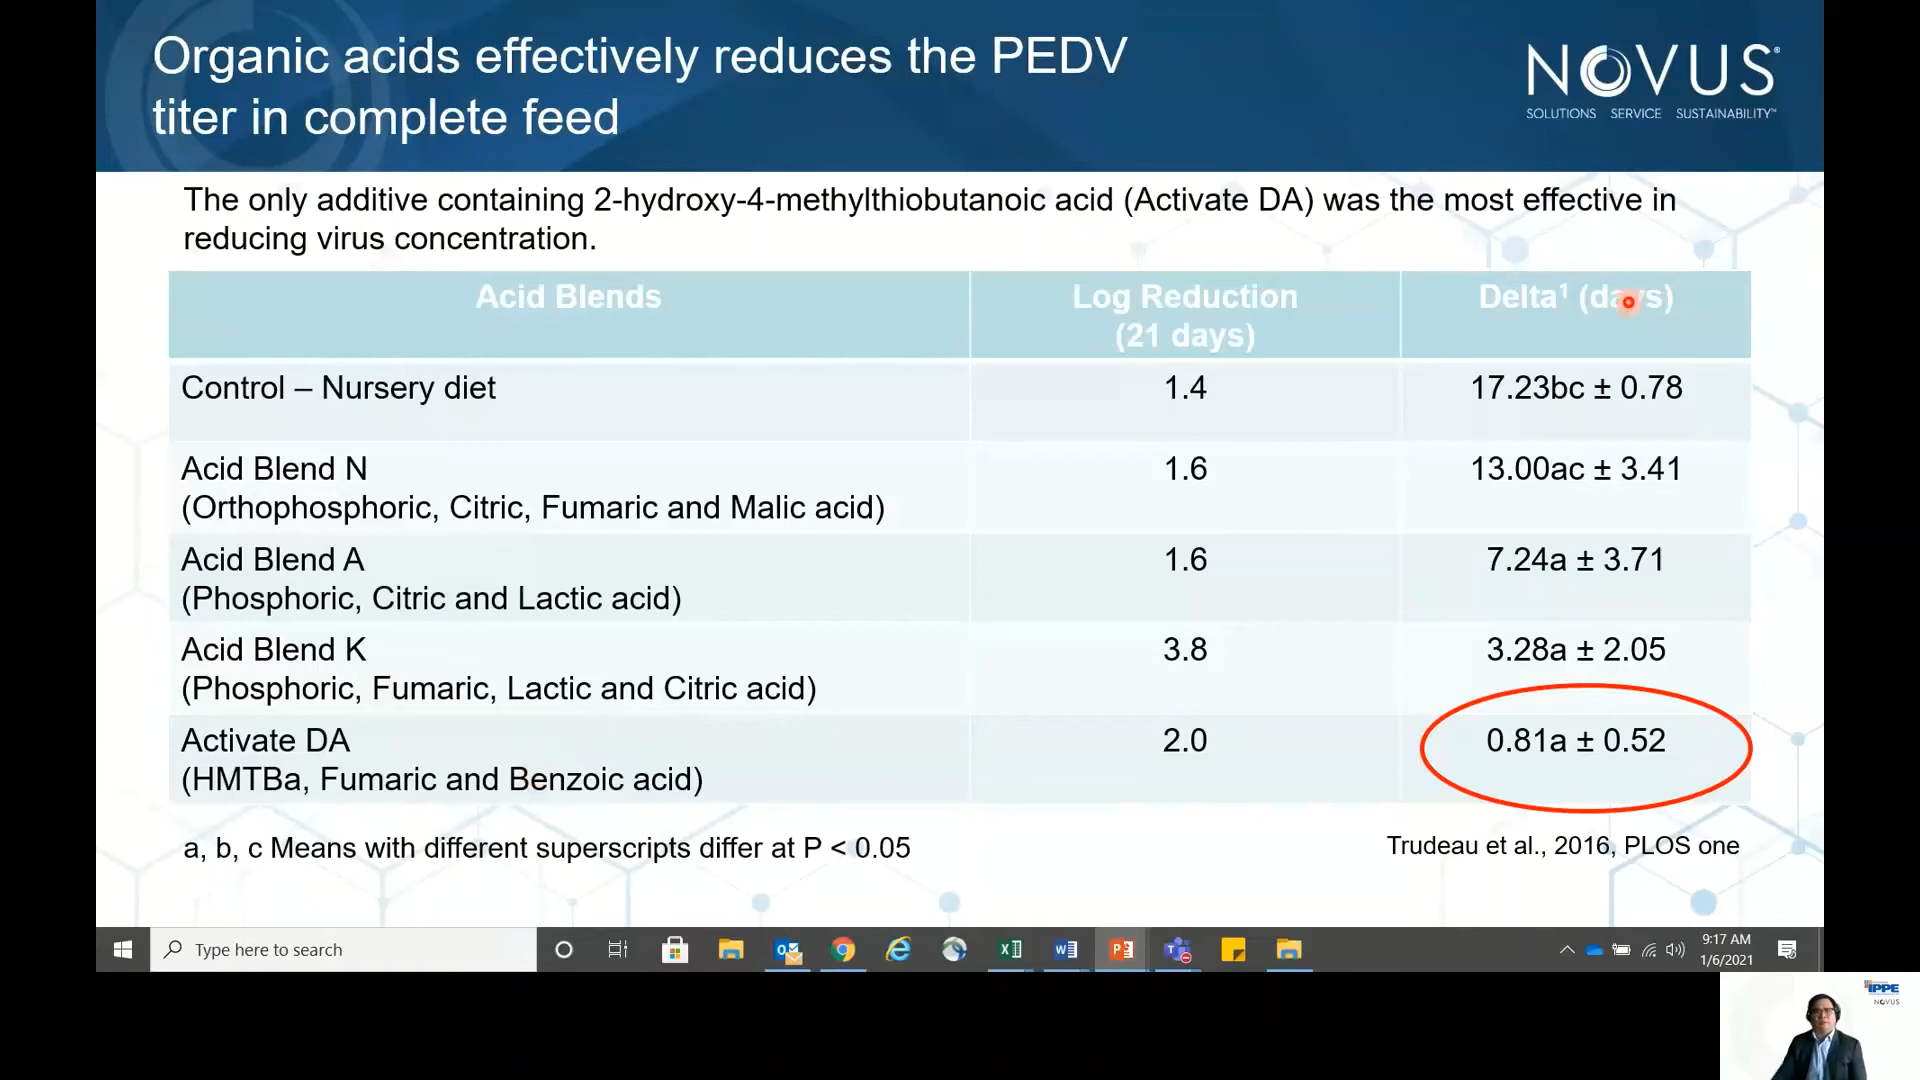 Organic acids effectively reduces the PEDV
titer in complete feed
NOVUS®
SOLUTIONS SERVICE SUSTAINABILITY™
The only additive containing 2-hydroxy-4-methylthiobutanoic acid (Activate DA) was the most effective in
reducing virus concentration.
Acid Blends
Log Reduction
(21 days)
Delta¹ (days)
Control – Nursery diet
1.4
17.23bc ± 0.78
Acid Blend N
(Orthophosphoric, Citric, Fumaric and Malic acid)
1.6
13.00ac ± 3.41
Acid Blend A
(Phosphoric, Citric and Lactic acid)
1.6
7.24a ± 3.71
Acid Blend K
(Phosphoric, Fumaric, Lactic and Citric acid)
3.8
3.28a ± 2.05
Activate DA
(HMTBa, Fumaric and Benzoic acid)
2.0
0.81a ± 0.52
a, b, c Means with different superscripts differ at P < 0.05
Trudeau et al., 2016, PLOS one
Type here to search
9:17 AM
1/6/2021
IPPE
NOVUS